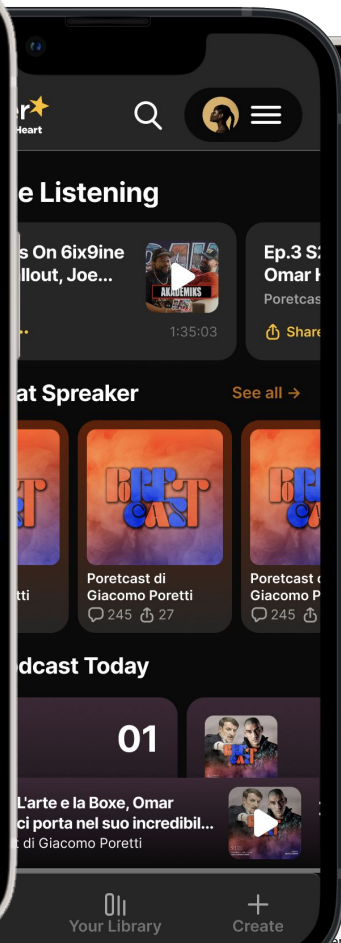 r
Heart
e Listening
s On 6ix9ine
llout, Joe...
AKADEMIKS
1:35:03
Ep.3 S
Omar
Poretcas
Share
at Spreaker
See all →
PORETCAST
tti
Poretcast di
Giacomo Poretti
245 27
Poretcast
Giacomo P
245
dcast Today
01
L'arte e la Boxe, Omar
ci porta nel suo incredibil...
t di Giacomo Poretti
Your Library
Create